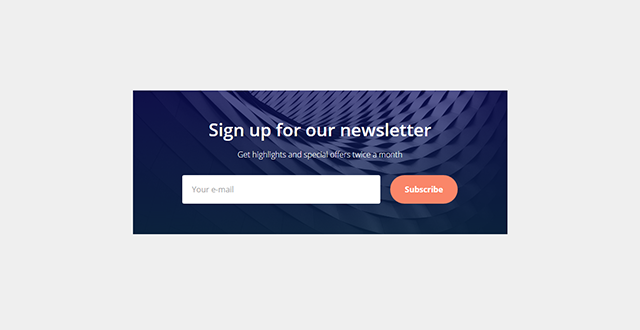 Sign up for our newsletter
Get highlights and special offers twice a month
Your e-mail
Subscribe